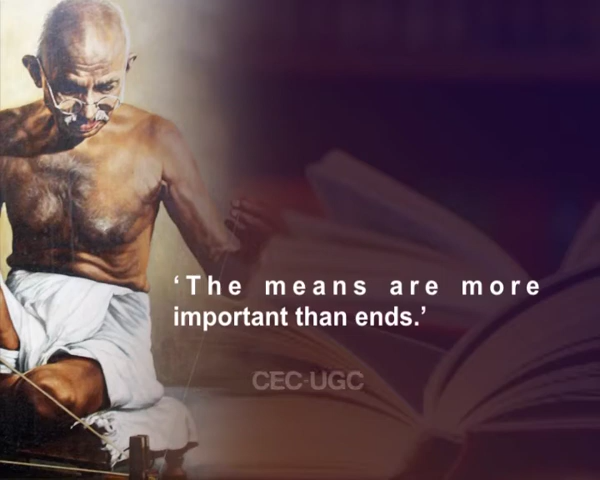 ‘The means are more
important than ends.’
CEC-UGC